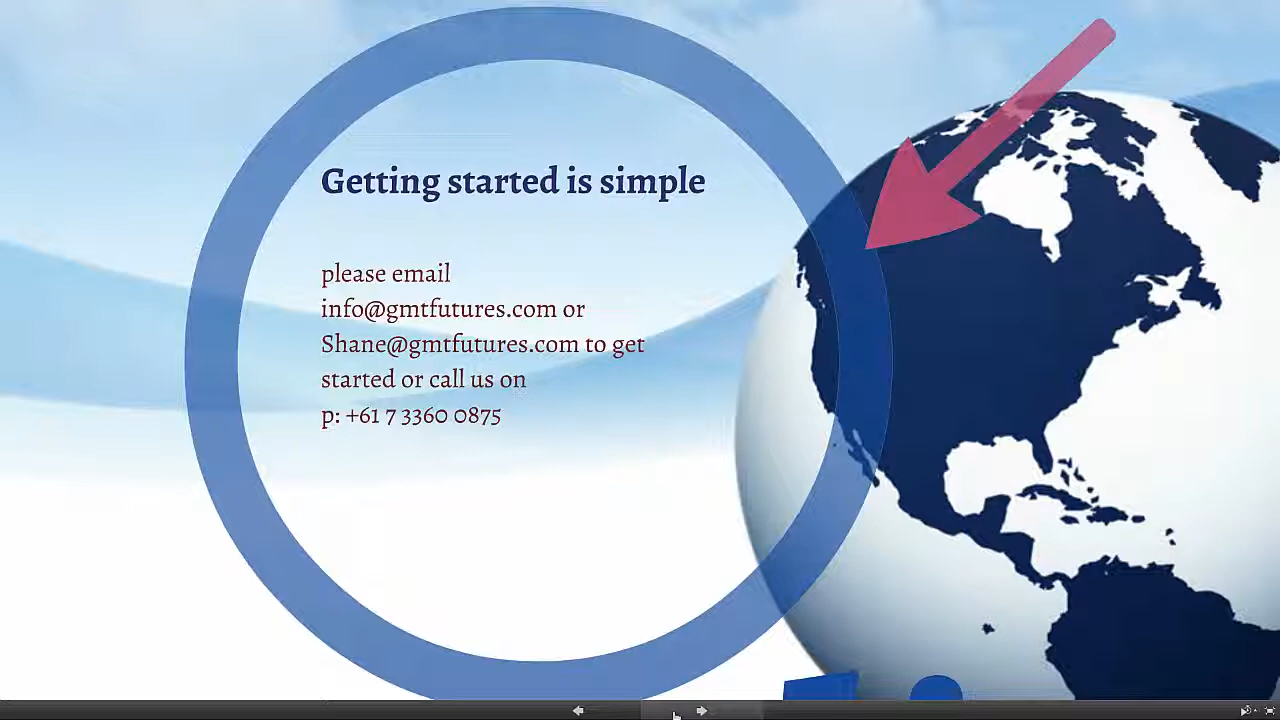 Getting started is simple
please email
info@gmtfutures.com or
Shane@gmtfutures.com to get
started or call us on
p: +61 7 3360 0875